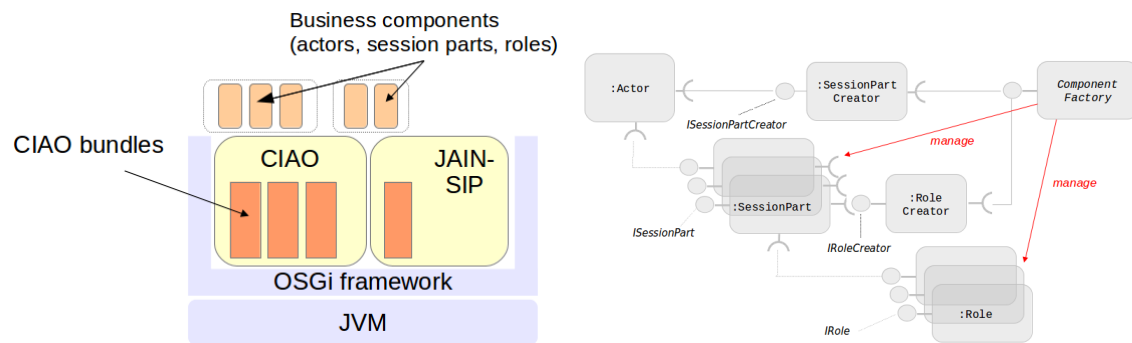 Business components
(actors, session parts, roles)
CIAO bundles
CIAO
JAIN-
SIP
OSGi framework
JVM
:Actor
ISessionPartCreator
:SessionPart
Creator
Component
Factory
manage
manage
:SessionPart
ISessionPart
IRoleCreator
:Role
Creator
IRole
:Role